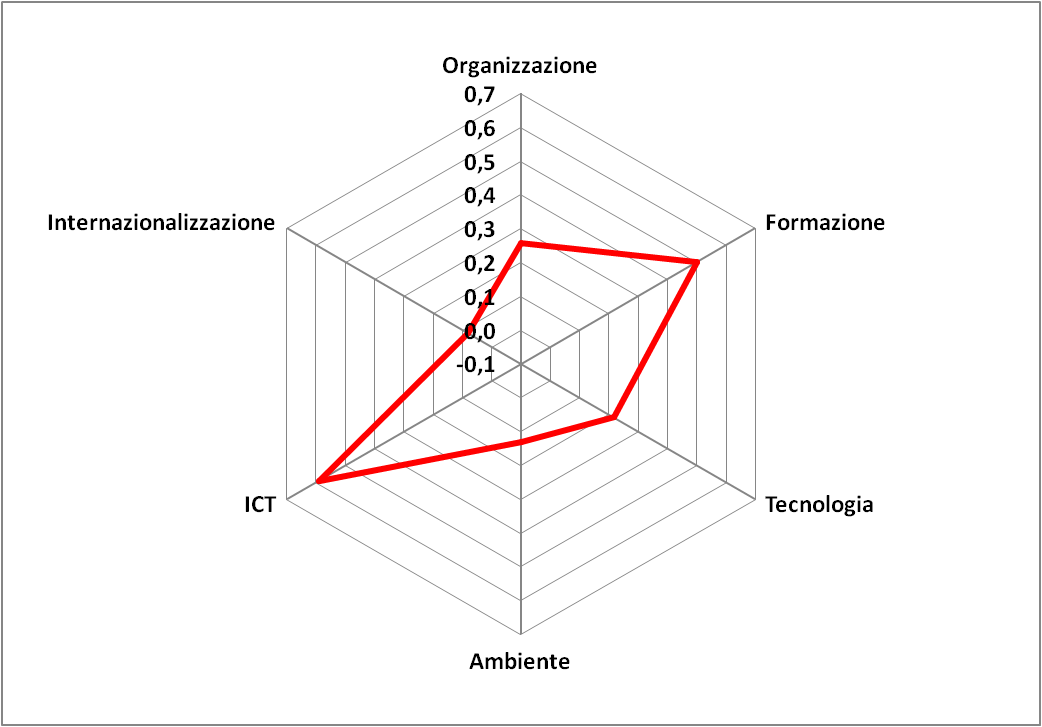 Organizzazione
0,7
0,6
0,5
0,4
0,3
0,2
0,1
0,0
-0,1
Internazionalizzazione
Formazione
ICT
Tecnologia
Ambiente